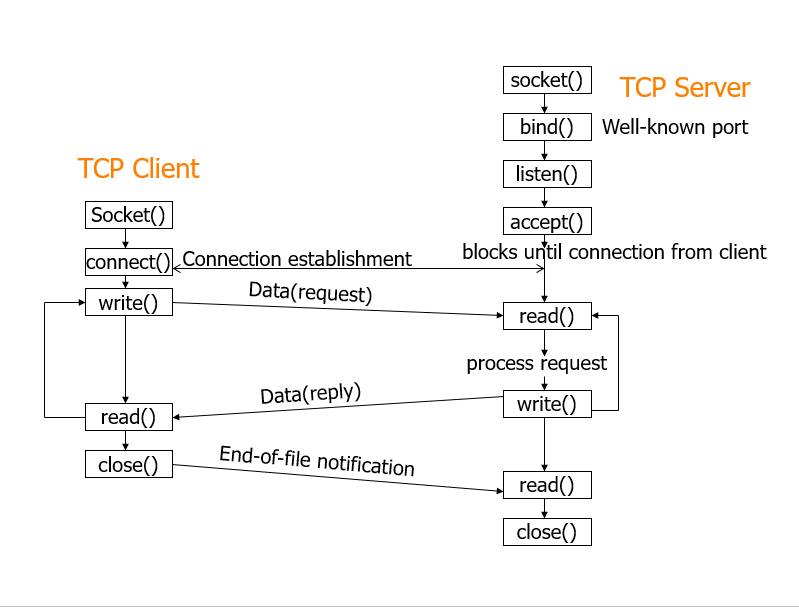 socket()
TCP Server
bind()
Well-known port
TCP Client
listen()
Socket()
accept()
connect()
Connection establishment
blocks until connection from client
write()
Data(request)
read()
process request
Data(reply)
write()
read()
close()
End-of-file notification
read()
close()